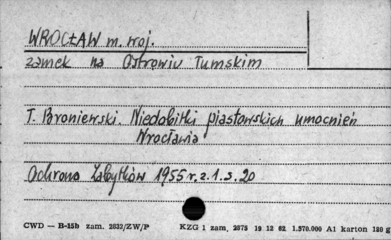 WROCŁAW m. woj.
zamek na Ostrowiu Tumskim
T. Broniewski. Niedobitki piastowskich umocnień
Wrocławia
Ochrona Zabytków 1955 r. z. 1. s. 20
CWD — B-15b zam. 2832/ZW/P KZG 1 zam. 2875 19 12 62 1.570.000 A1 karton 180 g